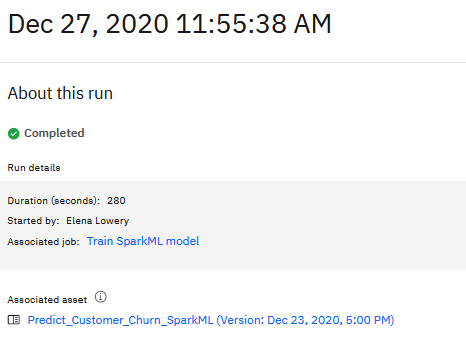 Dec 27, 2020 11:55:38 AM
About this run
Completed
Run details
Duration (seconds): 280
Started by: Elena Lowery
Associated job: Train SparkML model
Associated asset
Predict_Customer_Churn_SparkML (Version: Dec 23, 2020, 5:00 PM)